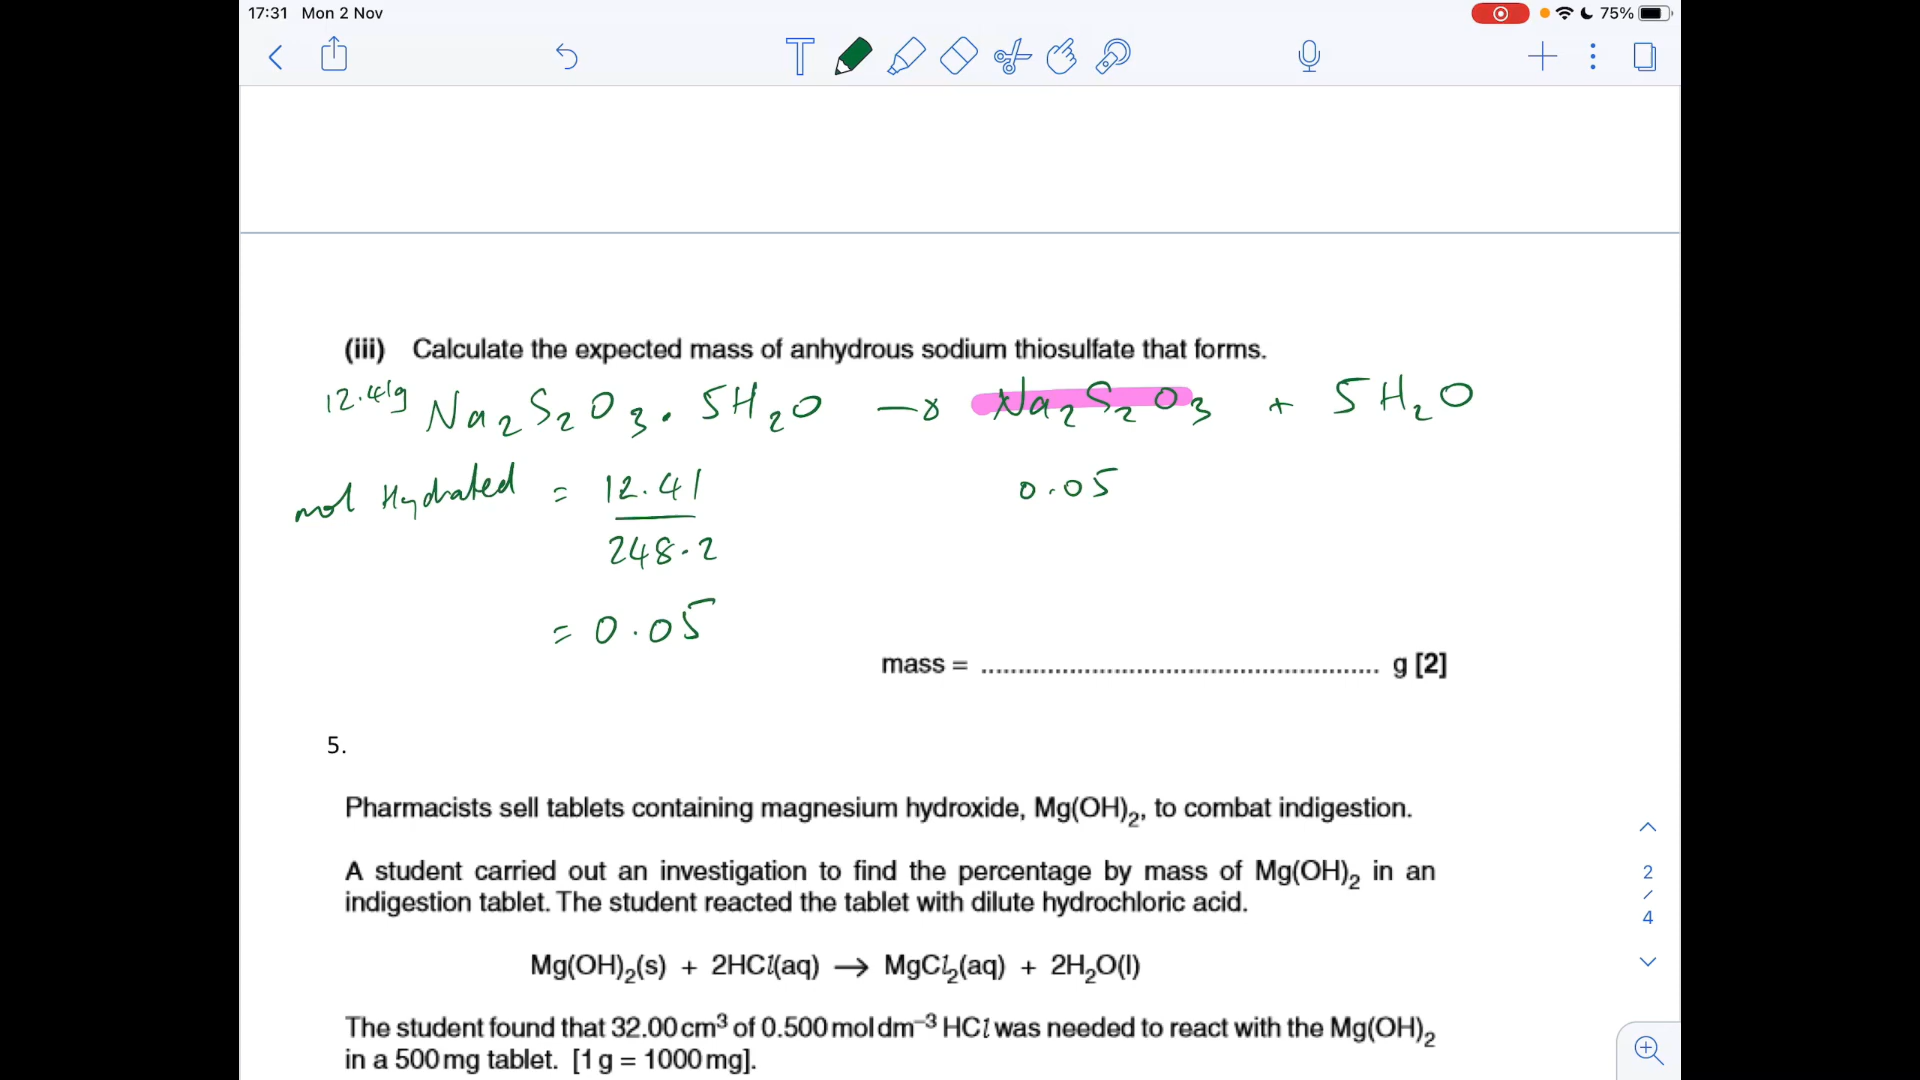 17:31 Mon 2 Nov 75%
T
(iii) Calculate the expected mass of anhydrous sodium thiosulfate that forms.
12.41g Na₂S₂O₃ . 5H₂O → Na₂S₂O₃ + 5H₂O
mol Hydrated = 12.41 0.05
248.2
= 0.05
mass = .......................................................... g [2]
5.
Pharmacists sell tablets containing magnesium hydroxide, Mg(OH)₂, to combat indigestion.
A student carried out an investigation to find the percentage by mass of Mg(OH)₂ in an
indigestion tablet. The student reacted the tablet with dilute hydrochloric acid.
Mg(OH)₂(s) + 2HCl(aq) → MgCl₂(aq) + 2H₂O(l)
The student found that 32.00 cm³ of 0.500 mol dm⁻³ HCl was needed to react with the Mg(OH)₂
in a 500 mg tablet. [1 g = 1000 mg].
2
/
4